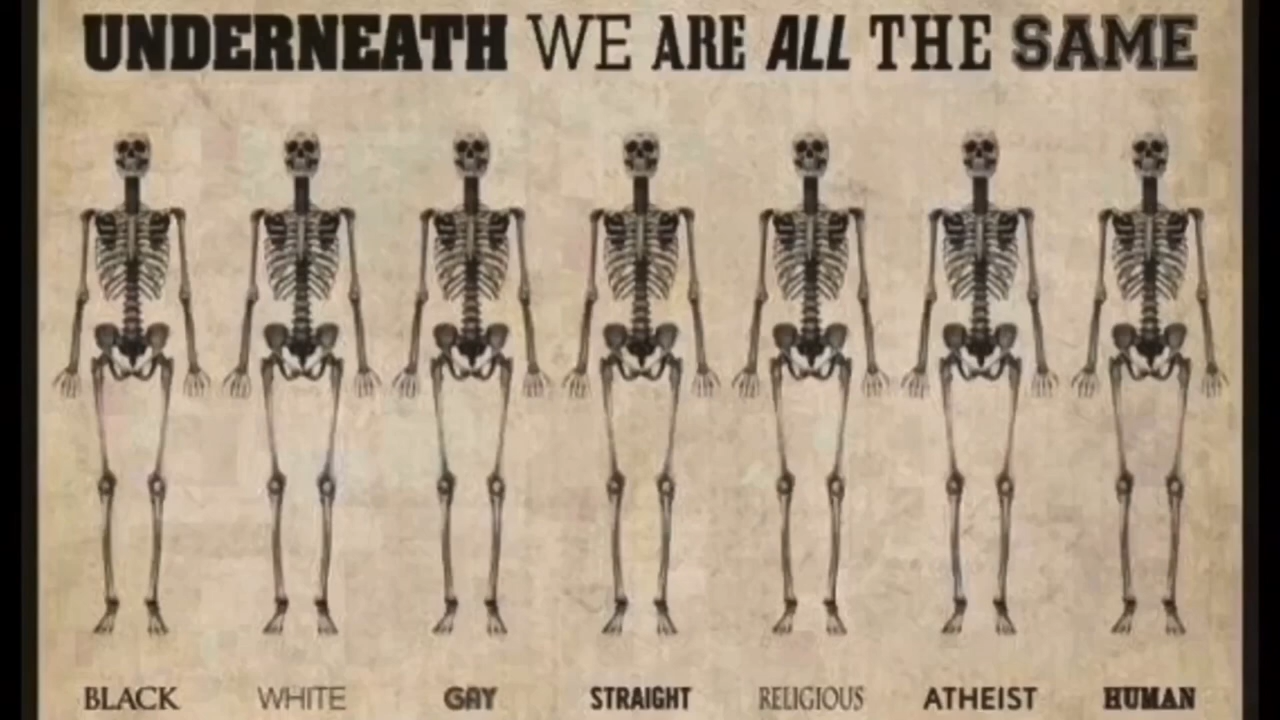 UNDERNEATH WE ARE ALL THE SAME
BLACK WHITE GAY STRAIGHT RELIGIOUS ATHEIST HUMAN